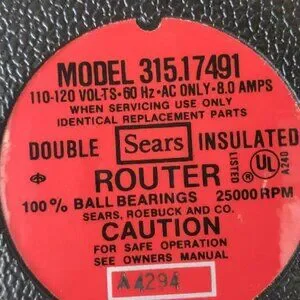 MODEL 315.17491
110-120 VOLTS•60 Hz•AC ONLY•8.0 AMPS
WHEN SERVICING USE ONLY
IDENTICAL REPLACEMENT PARTS
DOUBLE Sears INSULATED
LISTED UL ® A240
ROUTER
100% BALL BEARINGS 25000 RPM
SEARS, ROEBUCK AND CO.
CAUTION
FOR SAFE OPERATION
SEE OWNERS MANUAL
A4294